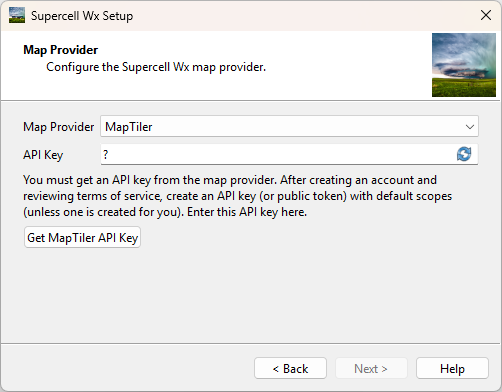 Supercell Wx Setup
Map Provider
Configure the Supercell Wx map provider.
Map Provider MapTiler
API Key ?
You must get an API key from the map provider. After creating an account and
reviewing terms of service, create an API key (or public token) with default scopes
(unless one is created for you). Enter this API key here.
Get MapTiler API Key
< Back Next > Help